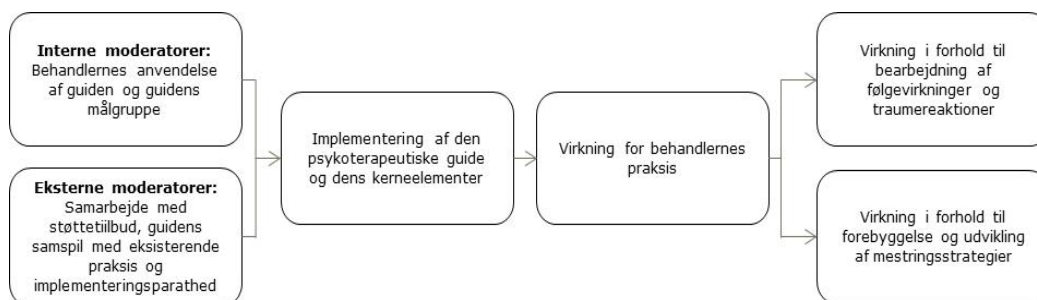 Interne moderatorer:
Behandlernes anvendelse
af guiden og guidens
målgruppe
Eksterne moderatorer:
Samarbejde med
støttetilbud, guidens
samspil med eksisterende
praksis og
implementeringsparathed
Implementering af den
psykoterapeutiske guide
og dens kerneelementer
Virkning for behandlernes
praksis
Virkning i forhold til
bearbejdning af
følgevirkninger og
traumereaktioner
Virkning i forhold til
forebyggelse og udvikling
af mestringsstrategier